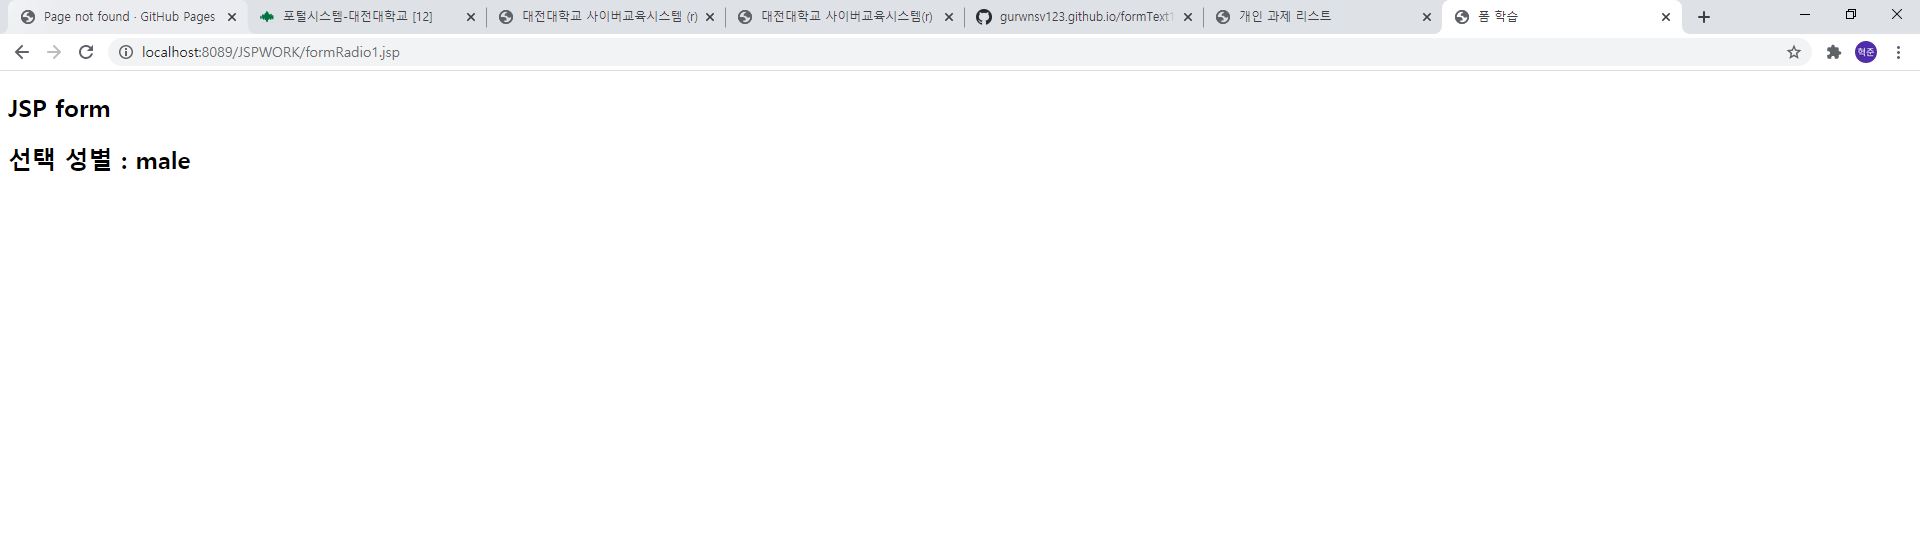 Page not found · GitHub Pages
포털시스템-대전대학교 [12]
대전대학교 사이버교육시스템 (r)
대전대학교 사이버교육시스템(r)
gurwnsv123.github.io/formText1
개인 과제 리스트
폼 학습
localhost:8089/JSPWORK/formRadio1.jsp
혁준
JSP form
선택 성별 : male